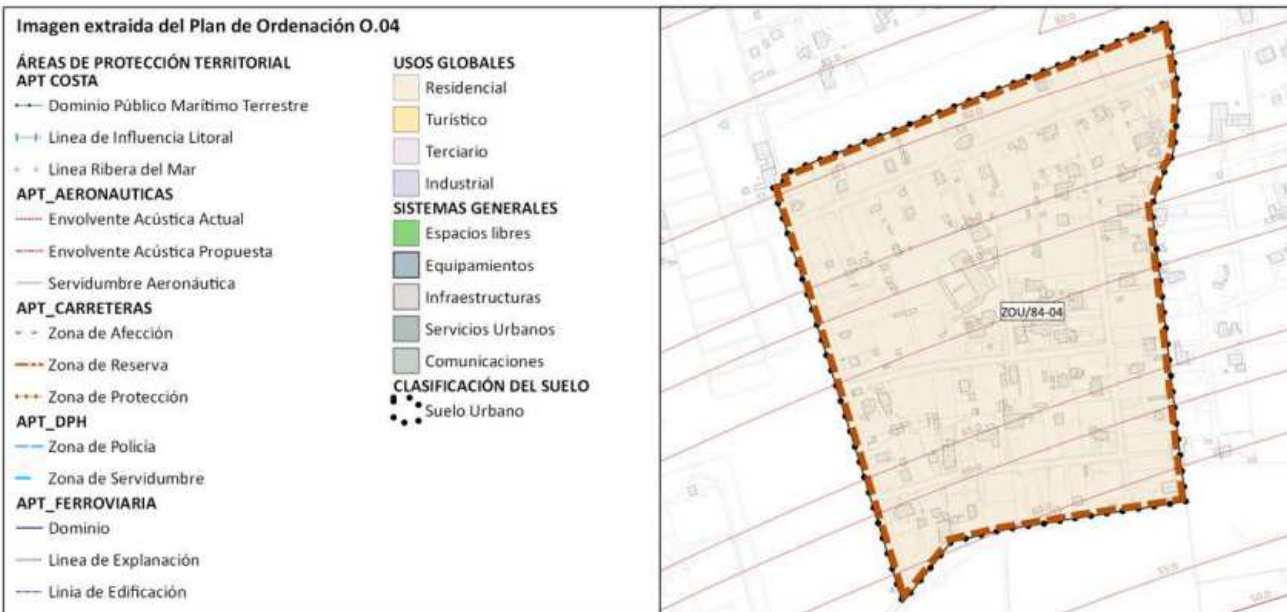 Imagen extraida del Plan de Ordenación O.04
ÁREAS DE PROTECCIÓN TERRITORIAL
APT COSTA
Dominio Público Marítimo Terrestre
Linea de Influencia Litoral
Linea Ribera del Mar
APT_AERONAUTICAS
Envolvente Acústica Actual
Envolvente Acústica Propuesta
Servidumbre Aeronáutica
APT_CARRETERAS
Zona de Afección
Zona de Reserva
Zona de Protección
APT_DPH
Zona de Policía
Zona de Servidumbre
APT_FERROVIARIA
Dominio
Linea de Explanación
Linia de Edificación
USOS GLOBALES
Residencial
Turístico
Terciario
Industrial
SISTEMAS GENERALES
Espacios libres
Equipamientos
Infraestructuras
Servicios Urbanos
Comunicaciones
CLASIFICACIÓN DEL SUELO
Suelo Urbano
ZOU/84-04